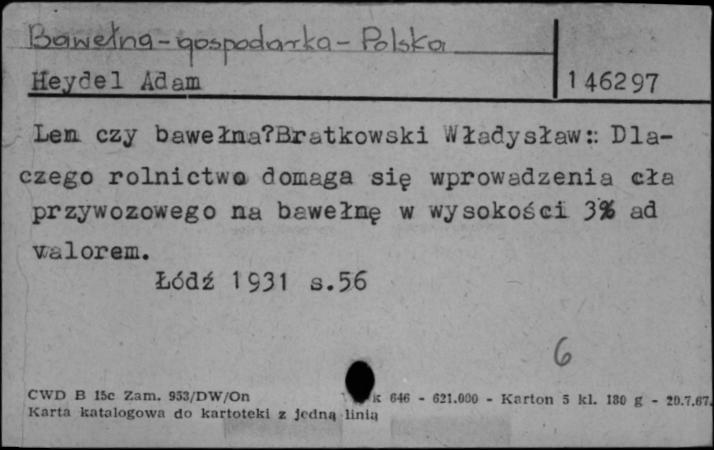 Bawełna-gospodarka-Polska
Heydel Adam
146297
Len czy bawełna?Bratkowski Władysław:: Dla-
czego rolnictwo domaga się wprowadzenia cła
przywozowego na bawełnę w wysokości 3% ad
valorem.
Łódź 1931 s.56
6
CWD B 15c Zam. 953/DW/On k 646 - 621.000 - Karton 5 kl. 180 g - 20.7.67.
Karta katalogowa do kartoteki z jedną linią